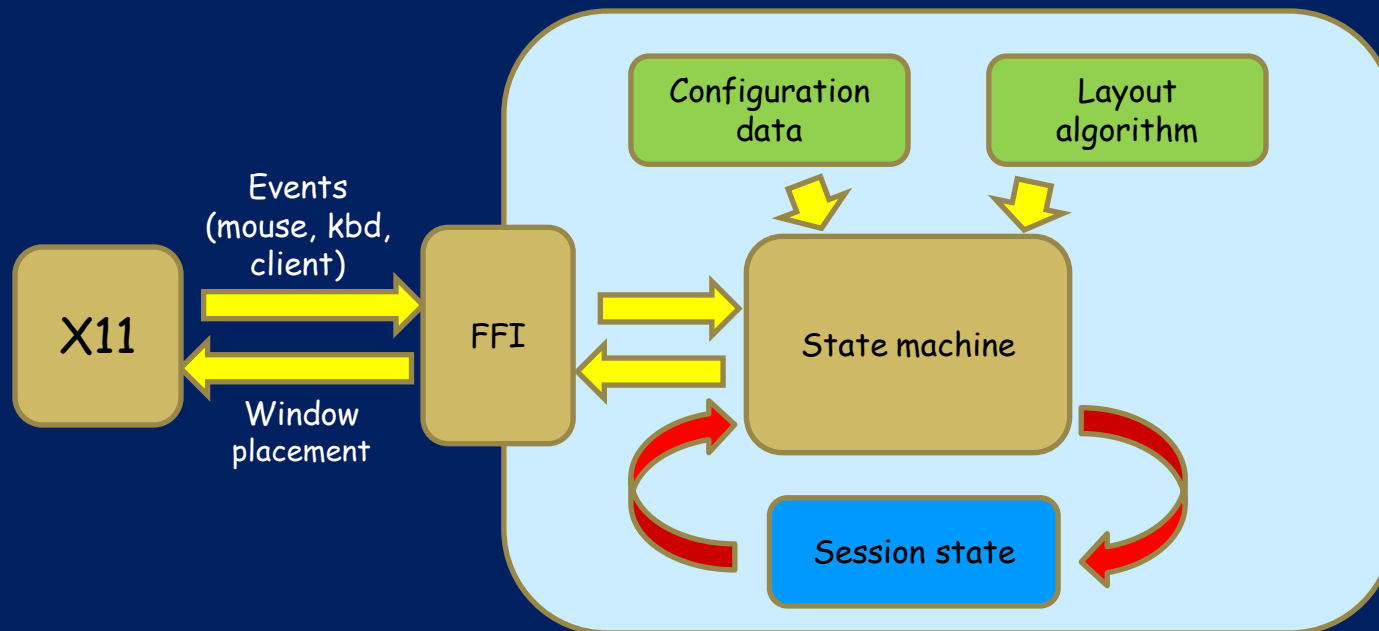 Configuration
data
Layout
algorithm
Events
(mouse, kbd,
client)
X11
FFI
State machine
Window
placement
Session state